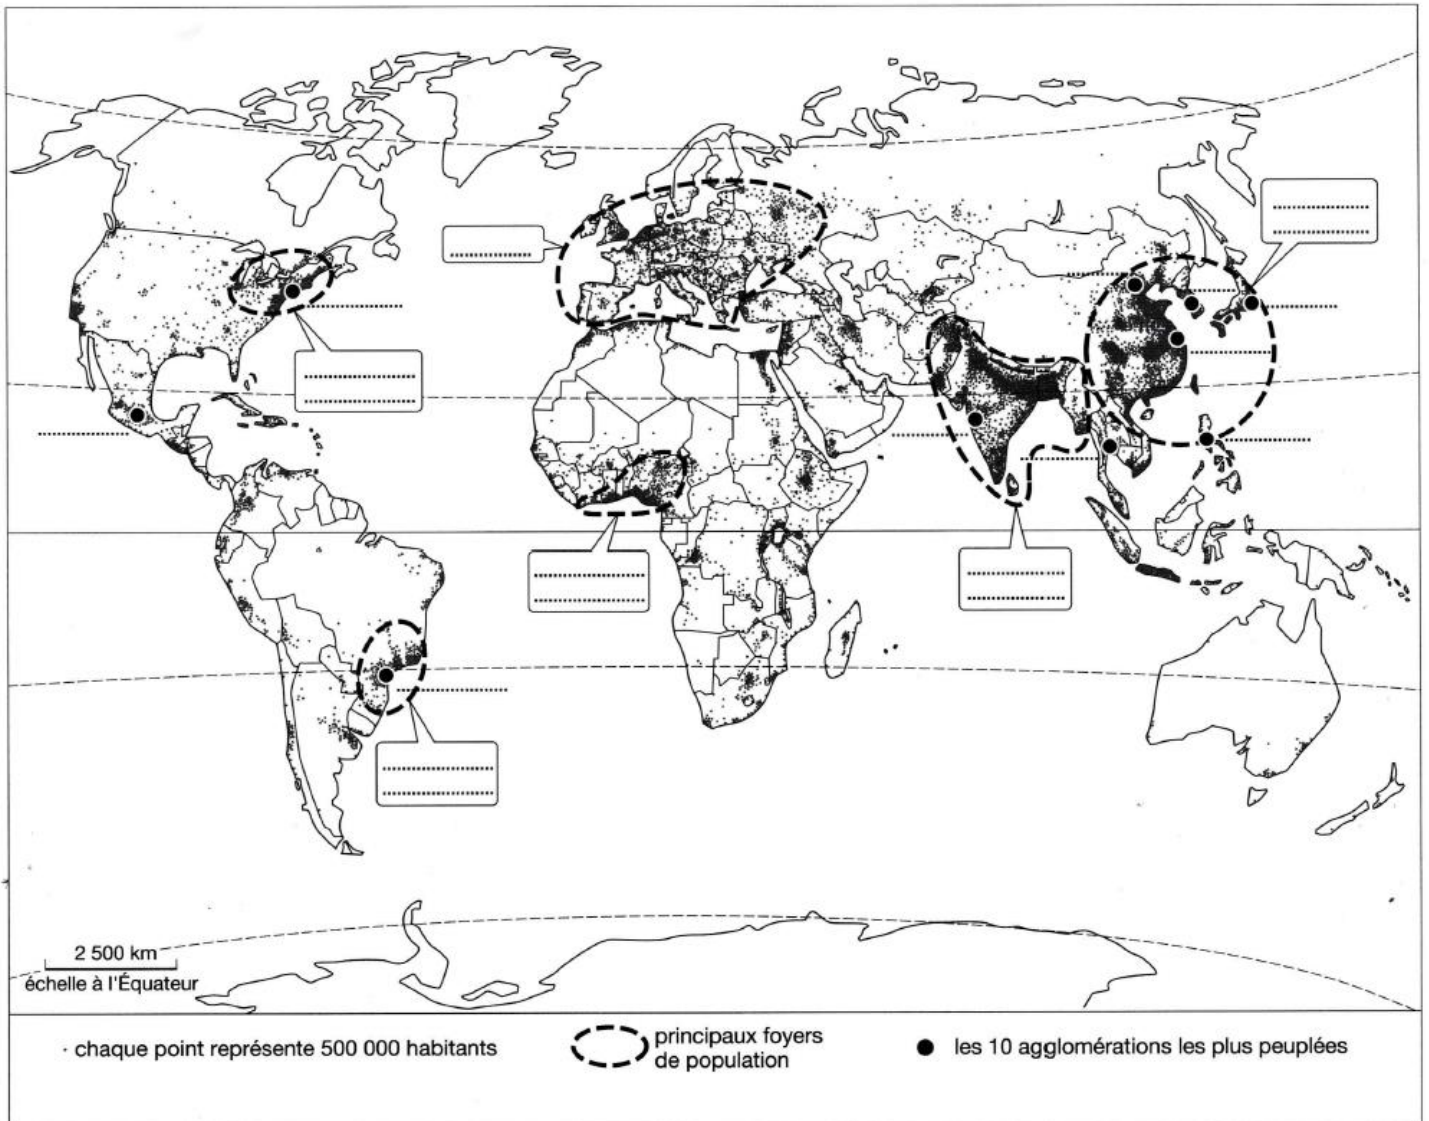 2 500 km
échelle à l'Équateur
· chaque point représente 500 000 habitants
principaux foyers
de population
les 10 agglomérations les plus peuplées